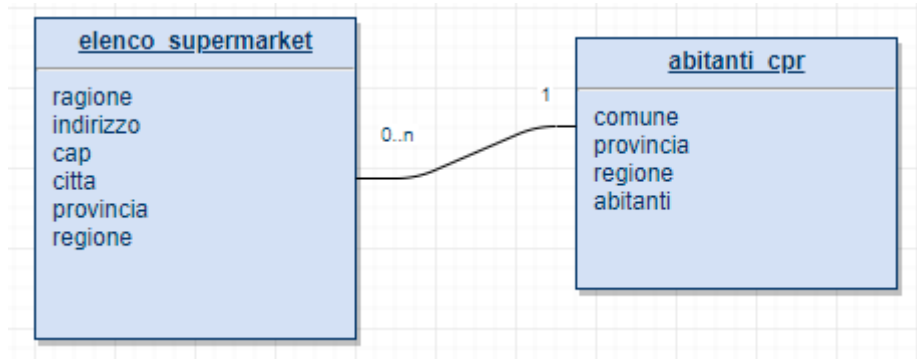 elenco_supermarket
ragione
indirizzo
cap
citta
provincia
regione
0..n
1
abitanti_cpr
comune
provincia
regione
abitanti